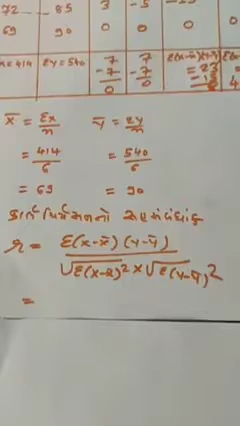 72 85 3 -5
69 90 0 0 0 0
=414 Σy=540 7 -7 0 7 -7 0
x̄ = Σx/n ȳ = Σy/n
= 414/6 = 540/6
= 69 = 90
કાર્લ પિયર્સનનો સહસંબંધાંક
r = Σ(x-x̄)(y-ȳ) / √Σ(x-x̄)² × √Σ(y-ȳ)²
=